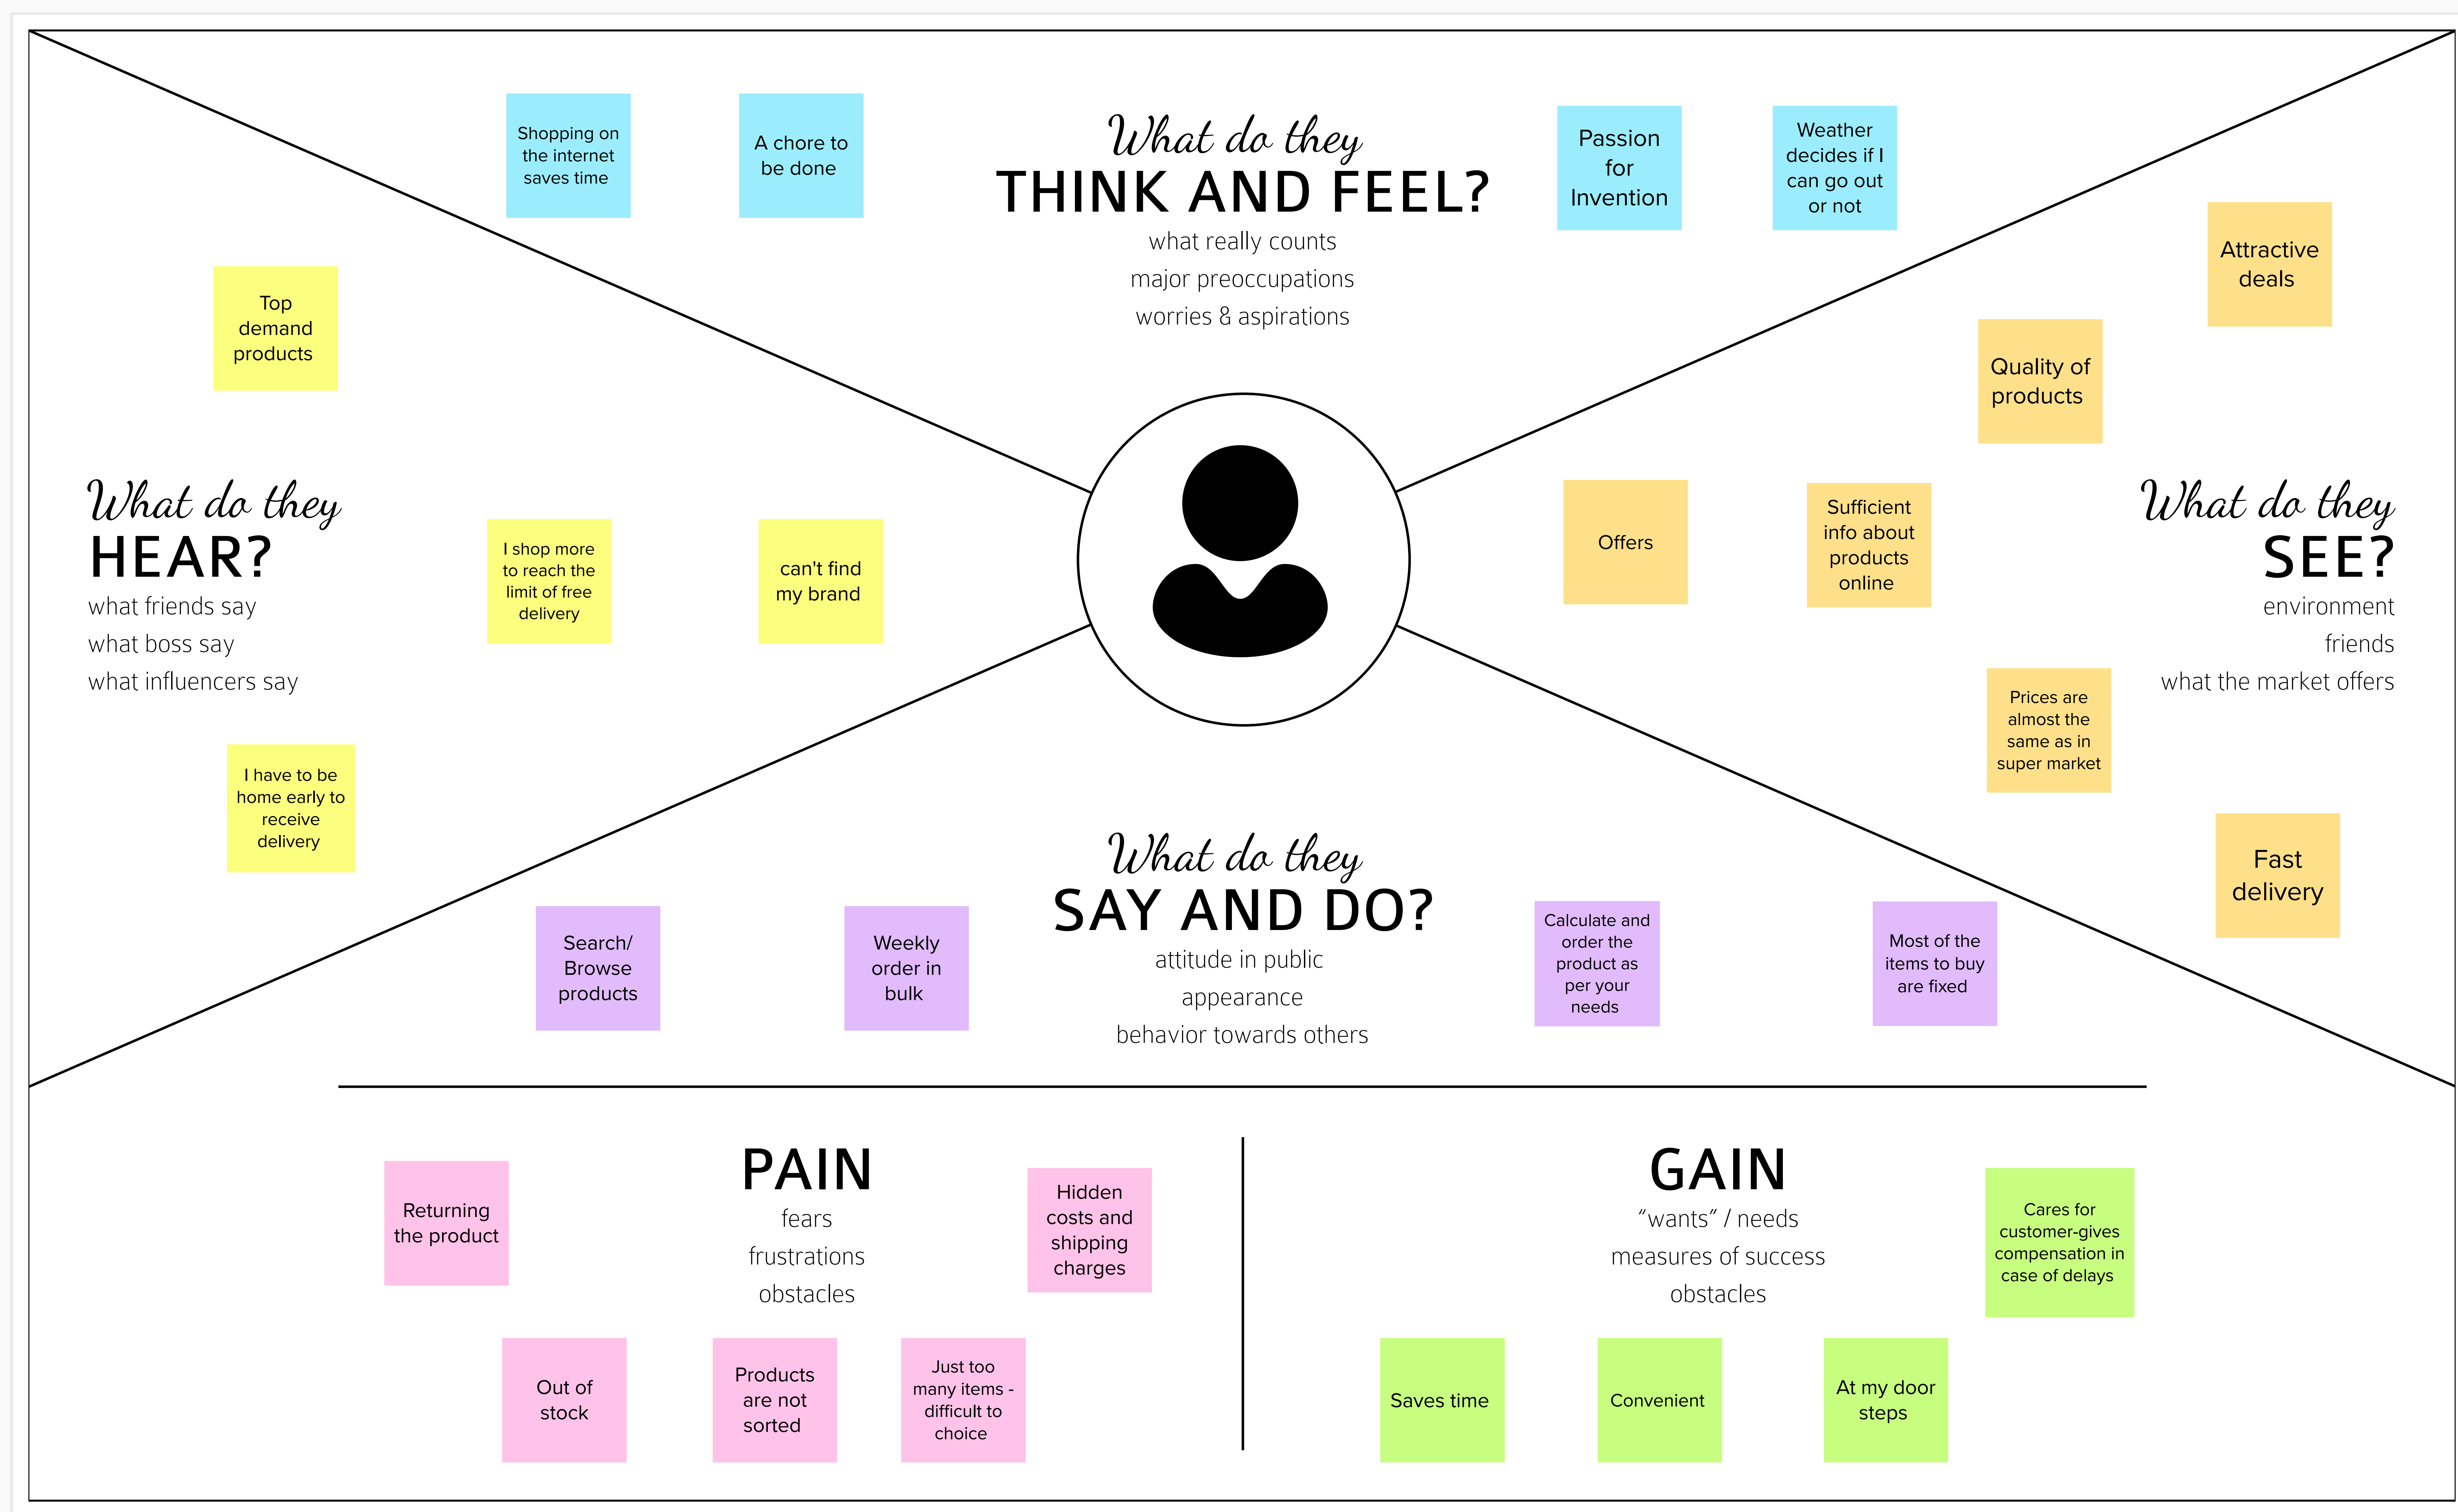 Shopping on
the internet
saves time
A chore to
be done
What do they
THINK AND FEEL?
what really counts
major preoccupations
worries & aspirations
Passion
for
Invention
Weather
decides if I
can go out
or not
Top
demand
products
What do they
HEAR?
what friends say
what boss say
what influencers say
I shop more
to reach the
limit of free
delivery
can't find
my brand
I have to be
home early to
receive
delivery
Attractive
deals
Quality of
products
Offers
Sufficient
info about
products
online
What do they
SEE?
environment
friends
what the market offers
Prices are
almost the
same as in
super market
Fast
delivery
Search/
Browse
products
Weekly
order in
bulk
What do they
SAY AND DO?
attitude in public
appearance
behavior towards others
Calculate and
order the
product as
per your
needs
Most of the
items to buy
are fixed
Returning
the product
PAIN
fears
frustrations
obstacles
Hidden
costs and
shipping
charges
Out of
stock
Products
are not
sorted
Just too
many items -
difficult to
choice
GAIN
“wants” / needs
measures of success
obstacles
Cares for
customer-gives
compensation in
case of delays
Saves time
Convenient
At my door
steps